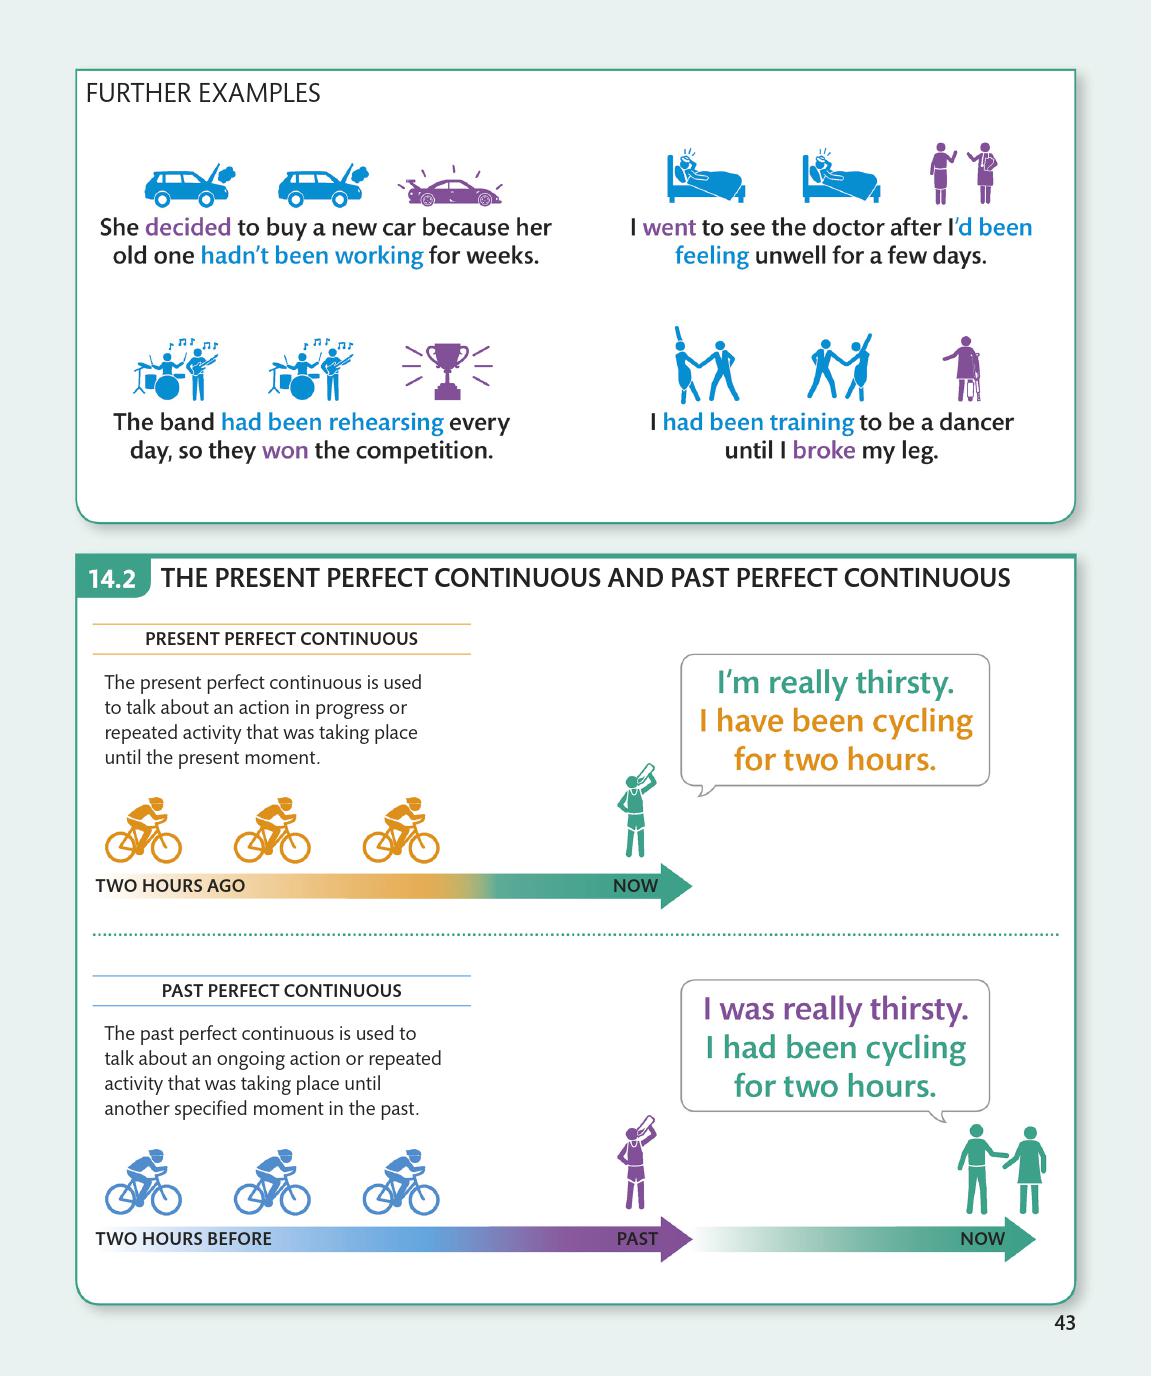 FURTHER EXAMPLES
She decided to buy a new car because her
old one hadn’t been working for weeks.
I went to see the doctor after I’d been
feeling unwell for a few days.
The band had been rehearsing every
day, so they won the competition.
I had been training to be a dancer
until I broke my leg.
14.2 THE PRESENT PERFECT CONTINUOUS AND PAST PERFECT CONTINUOUS
PRESENT PERFECT CONTINUOUS
The present perfect continuous is used
to talk about an action in progress or
repeated activity that was taking place
until the present moment.
I’m really thirsty.
I have been cycling
for two hours.
TWO HOURS AGO
NOW
PAST PERFECT CONTINUOUS
The past perfect continuous is used to
talk about an ongoing action or repeated
activity that was taking place until
another specified moment in the past.
I was really thirsty.
I had been cycling
for two hours.
TWO HOURS BEFORE
PAST
NOW
43